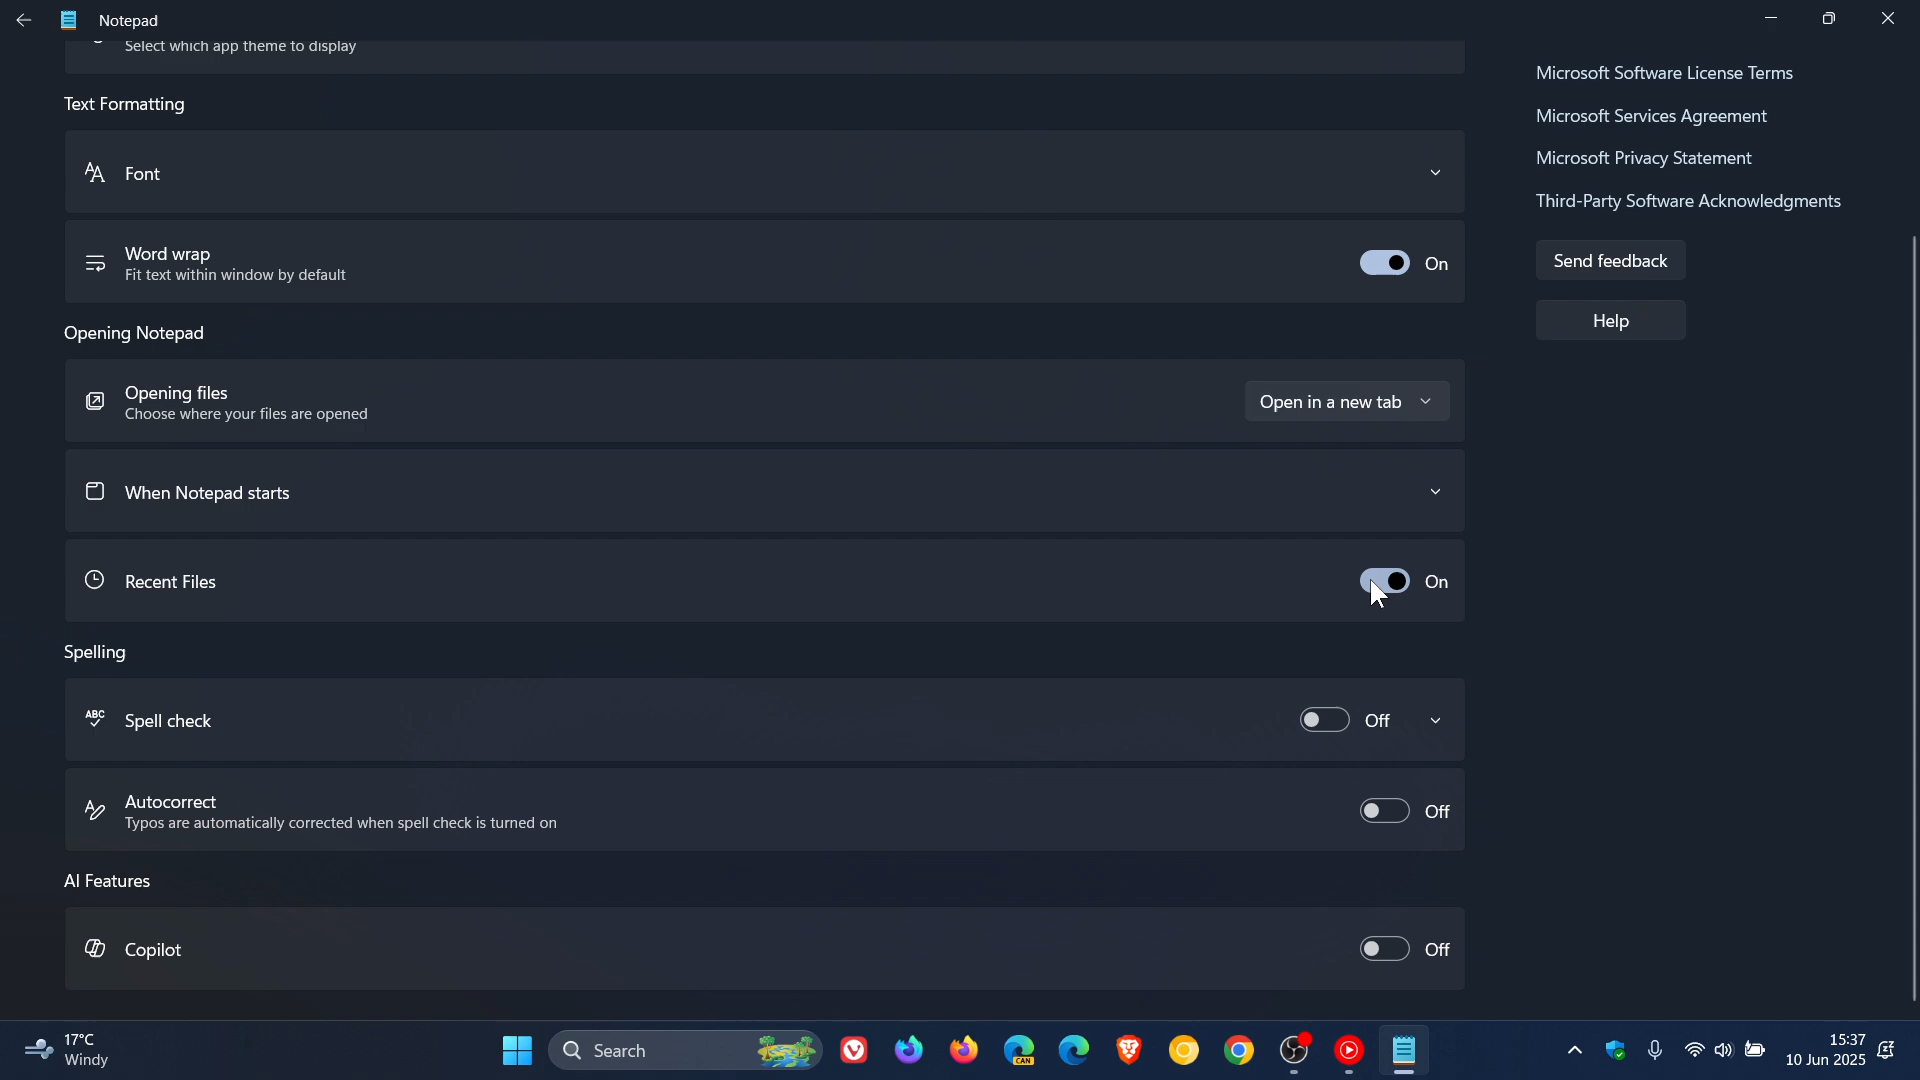 Notepad
Select which app theme to display
Text Formatting
Font
Word wrap
Fit text within window by default
On
Opening Notepad
Opening files
Choose where your files are opened
Open in a new tab
When Notepad starts
Recent Files
On
Spelling
ABC
Spell check
Off
Autocorrect
Typos are automatically corrected when spell check is turned on
Off
AI Features
Copilot
Off
Microsoft Software License Terms
Microsoft Services Agreement
Microsoft Privacy Statement
Third-Party Software Acknowledgments
Send feedback
Help
17°C
Windy
Search
CAN
15:37
10 Jun 2025